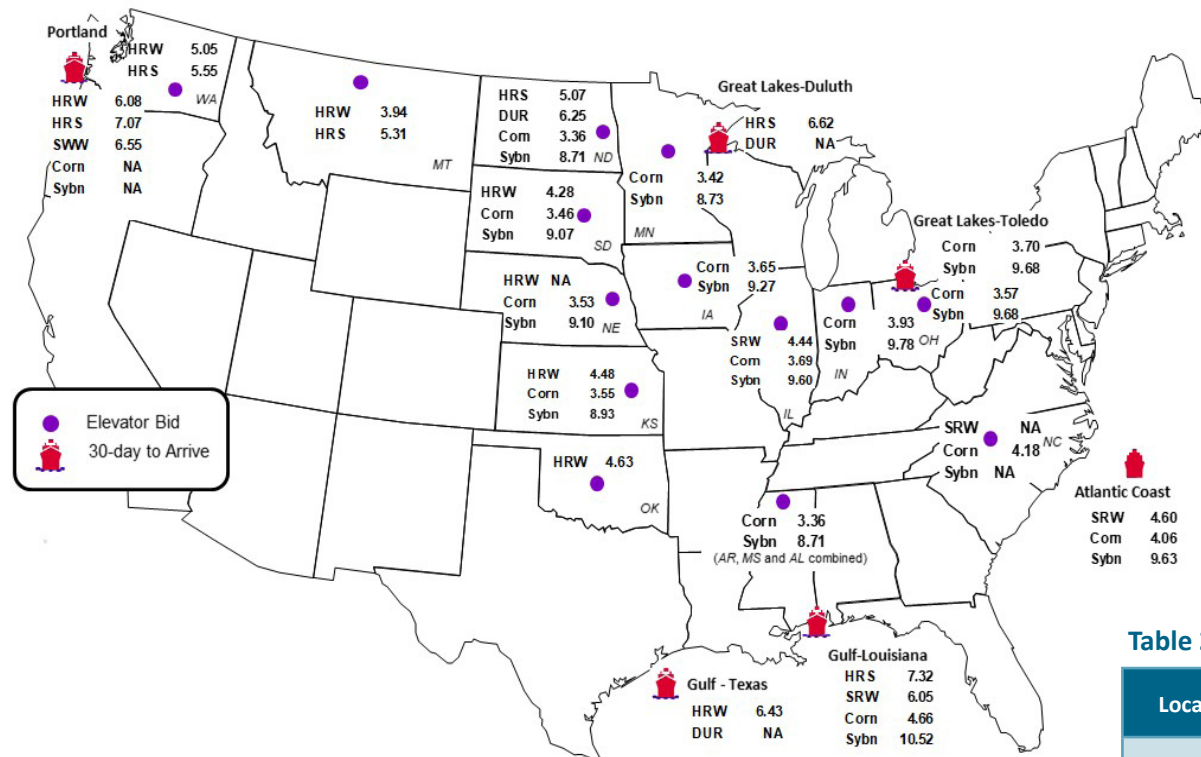 Portland
HRW 5.05
HRS 5.55
WA
HRW 6.08
HRS 7.07
SWW 6.55
Corn NA
Sybn NA
HRW 3.94
HRS 5.31
MT
HRS 5.07
DUR 6.25
Corn 3.36
Sybn 8.71
ND
HRW 4.28
Corn 3.46
Sybn 9.07
SD
HRW NA
Corn 3.53
Sybn 9.10
NE
HRW 4.48
Corn 3.55
Sybn 8.93
KS
HRW 4.63
OK
Great Lakes-Duluth
HRS 6.62
DUR NA
Corn 3.42
Sybn 8.73
MN
Corn 3.65
Sybn 9.27
IA
SRW 4.44
Corn 3.69
Sybn 9.60
IL
Great Lakes-Toledo
Corn 3.70
Sybn 9.68
Corn 3.57
Sybn 9.68
OH
Corn 3.93
Sybn 9.78
IN
SRW NA
Corn 4.18
Sybn NA
NC
Atlantic Coast
SRW 4.60
Corn 4.06
Sybn 9.63
Corn 3.36
Sybn 8.71
(AR, MS and AL combined)
Gulf-Louisiana
HRS 7.32
SRW 6.05
Corn 4.66
Sybn 10.52
Gulf - Texas
HRW 6.43
DUR NA
Elevator Bid
30-day to Arrive
Table
Loca